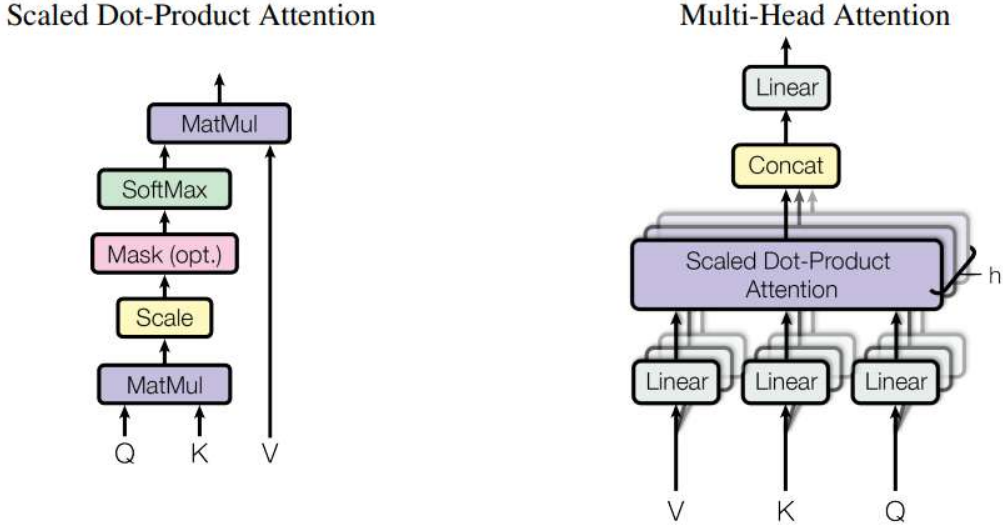 Scaled Dot-Product Attention
MatMul
SoftMax
Mask (opt.)
Scale
MatMul
Q K V
Multi-Head Attention
Linear
Concat
Scaled Dot-Product
Attention
h
Linear Linear Linear
V K Q